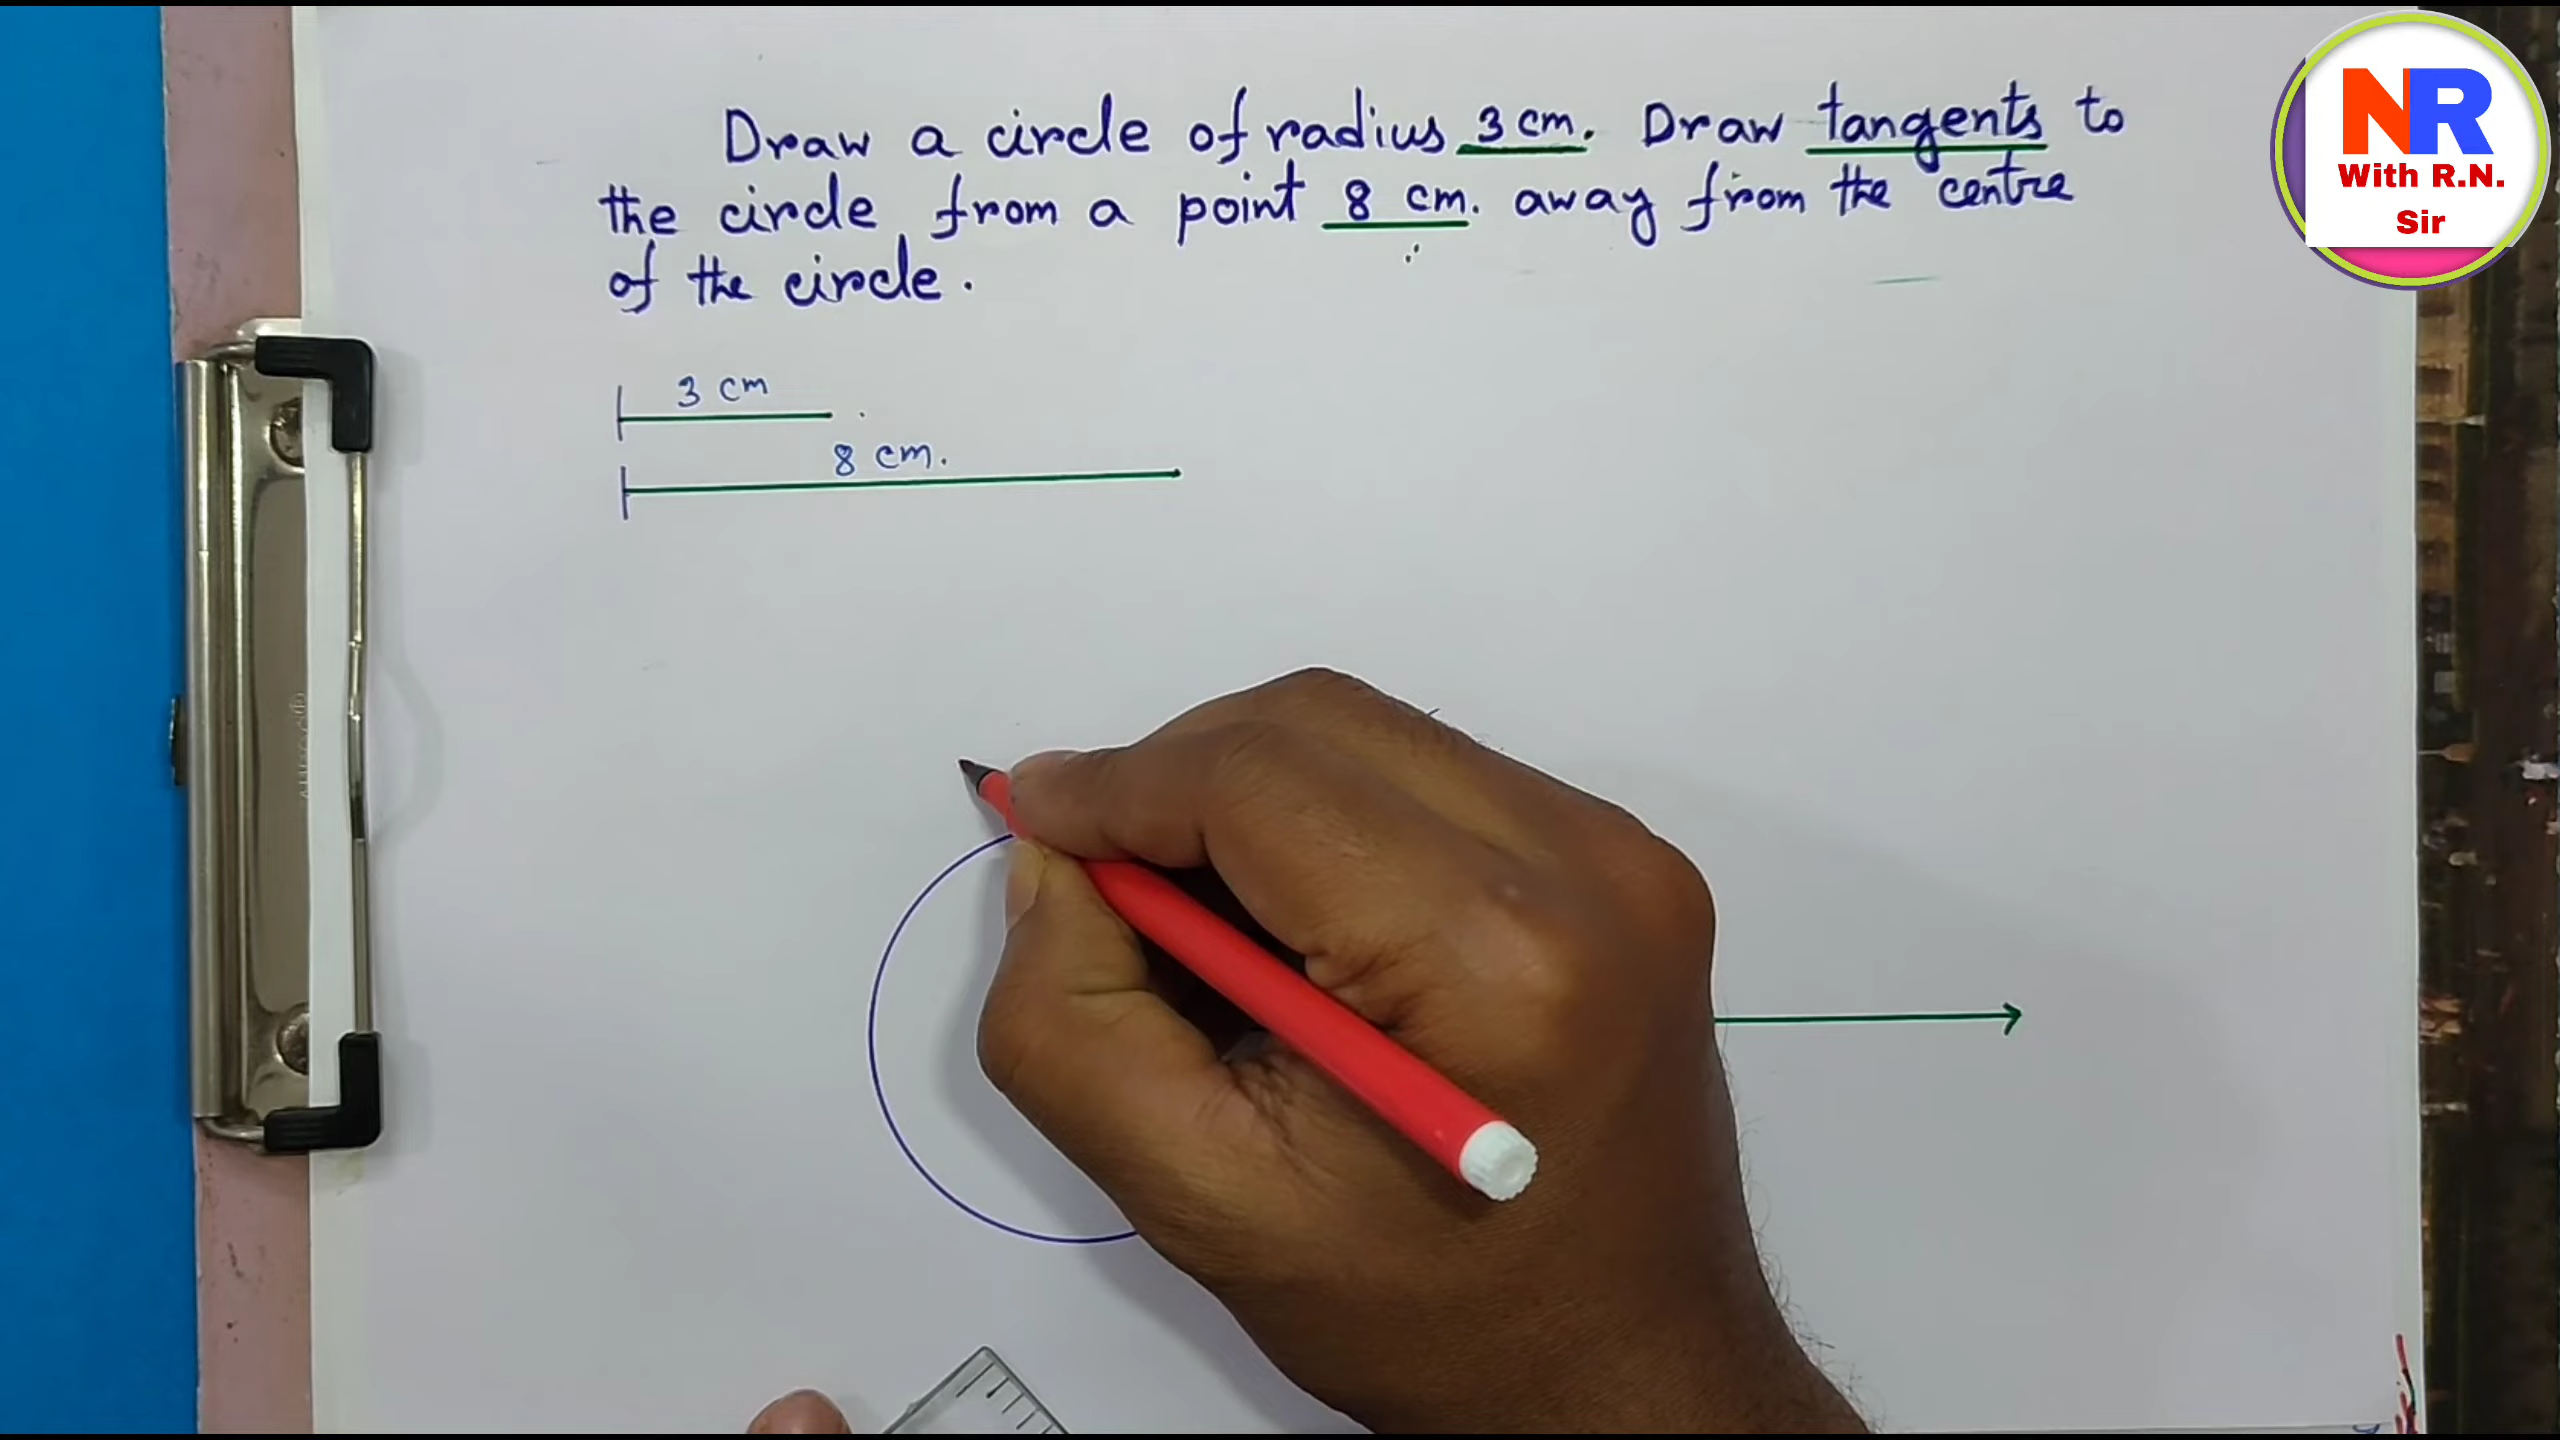 NR
With R.N.
Sir
Draw a circle of radius 3 cm. Draw tangents to
the circle from a point 8 cm. away from the centre
of the circle.
3 cm
8 cm.